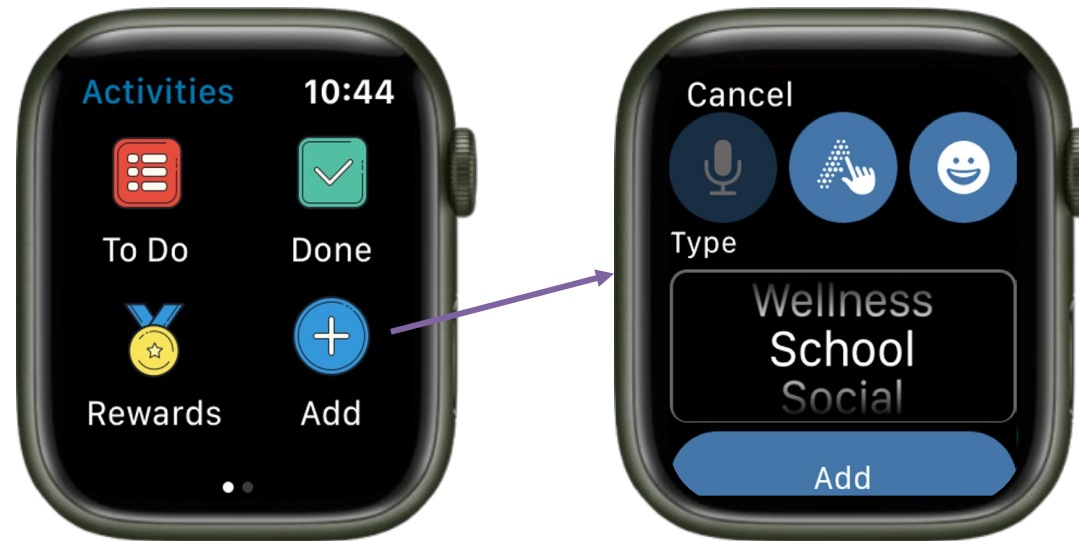 Activities 10:44
To Do Done
Rewards Add
Cancel
Type
Wellness
School
Social
Add